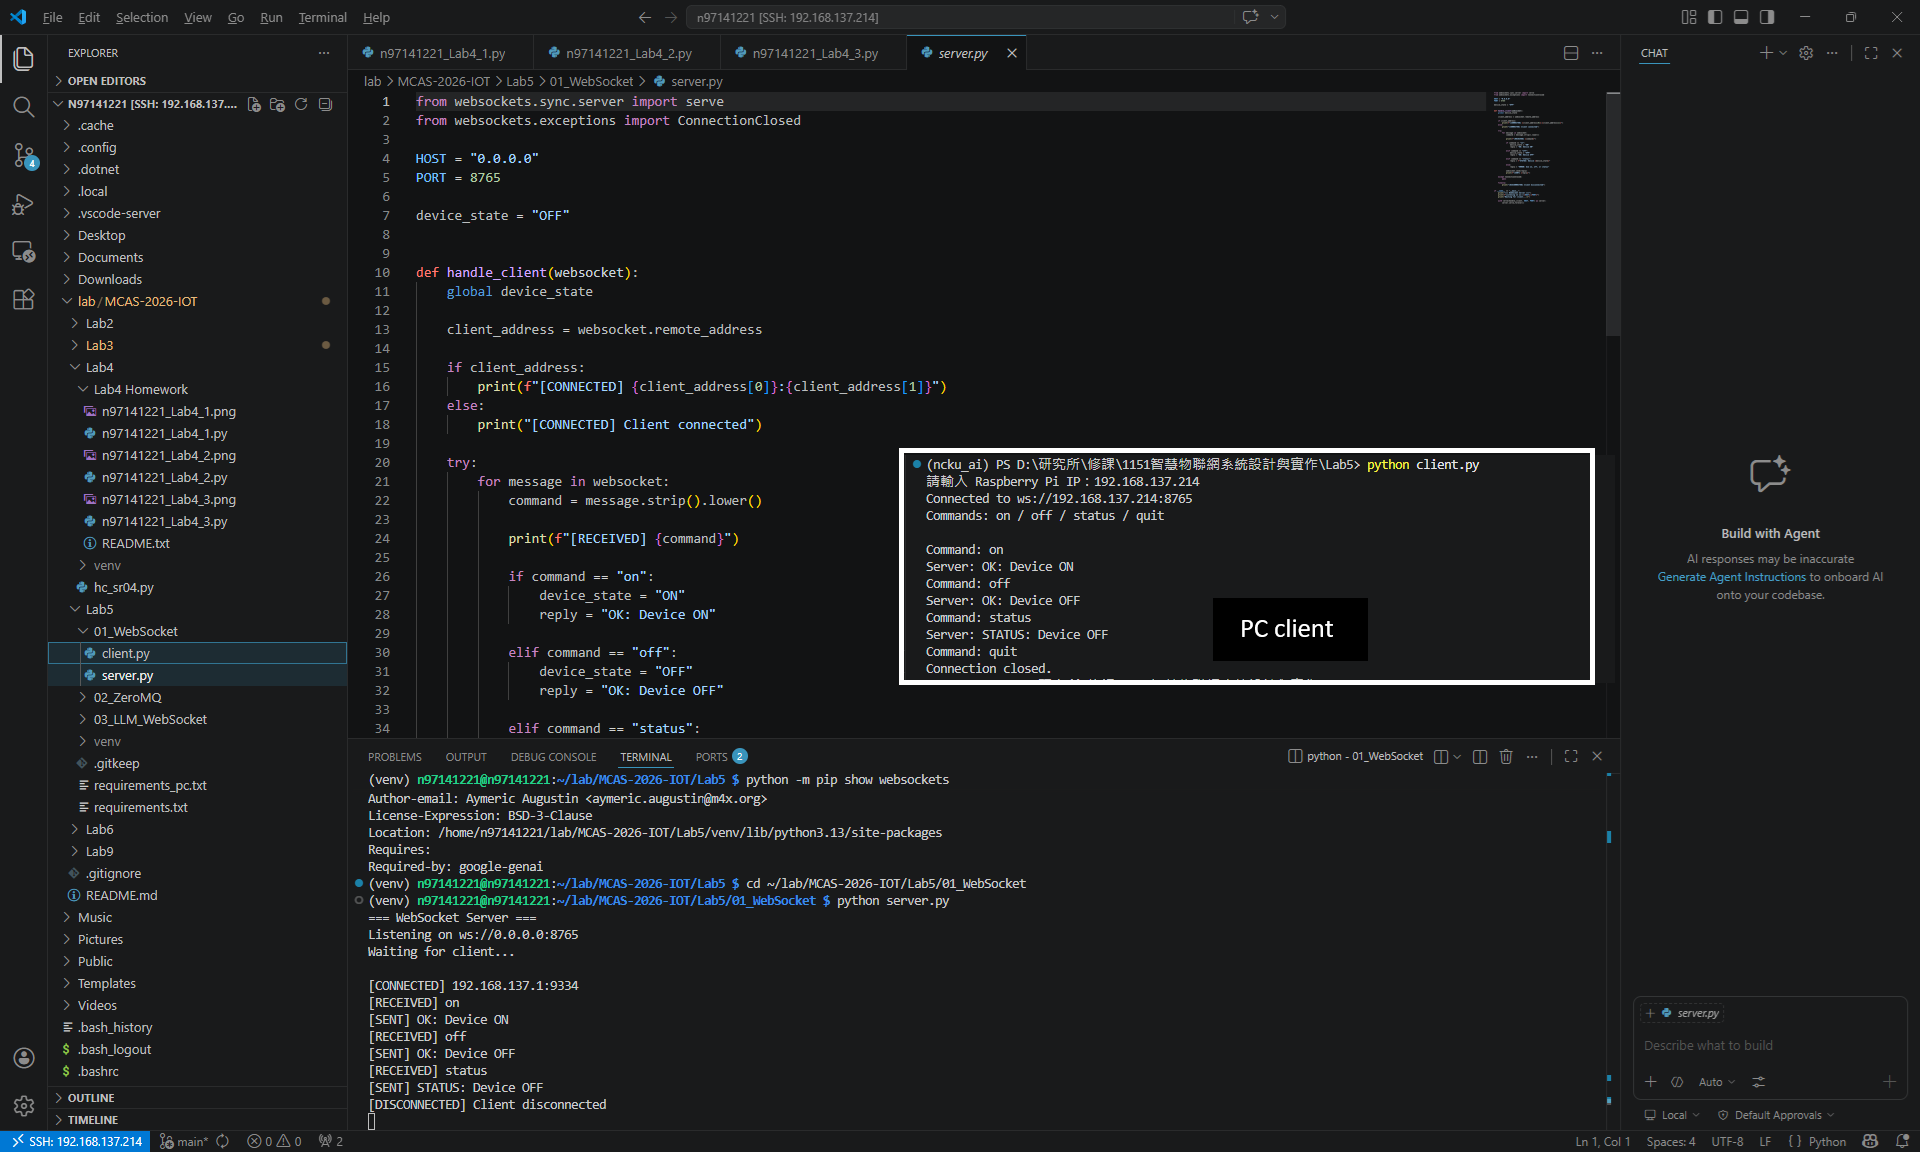 File Edit Selection View Go Run Terminal Help
n97141221 [SSH: 192.168.137.214]
EXPLORER
OPEN EDITORS
N97141221 [SSH: 192.168.137....
.cache
.config
.dotnet
.local
.vscode-server
Desktop
Documents
Downloads
lab / MCAS-2026-IOT
Lab2
Lab3
Lab4
Lab4 Homework
n97141221_Lab4_1.png
n97141221_Lab4_1.py
n97141221_Lab4_2.png
n97141221_Lab4_2.py
n97141221_Lab4_3.png
n97141221_Lab4_3.py
README.txt
venv
hc_sr04.py
Lab5
01_WebSocket
client.py
server.py
02_ZeroMQ
03_LLM_WebSocket
venv
.gitkeep
requirements_pc.txt
requirements.txt
Lab6
Lab9
.gitignore
README.md
Music
Pictures
Public
Templates
Videos
.bash_history
.bash_logout
.bashrc
OUTLINE
TIMELINE
4
n97141221_Lab4_1.py n97141221_Lab4_2.py n97141221_Lab4_3.py server.py
lab > MCAS-2026-IOT > Lab5 > 01_WebSocket > server.py
1 from websockets.sync.server import serve
2 from websockets.exceptions import ConnectionClosed
3
4 HOST = "0.0.0.0"
5 PORT = 8765
6
7 device_state = "OFF"
8
9
10 def handle_client(websocket):
11 global device_state
12
13 client_address = websocket.remote_address
14
15 if client_address:
16 print(f"[CONNECTED] {client_address[0]}:{client_address[1]}")
17 else:
18 print("[CONNECTED] Client connected")
19
20 try:
21 for message in websocket:
22 command = message.strip().lower()
23
24 print(f"[RECEIVED] {command}")
25
26 if command == "on":
27 device_state = "ON"
28 reply = "OK: Device ON"
29
30 elif command == "off":
31 device_state = "OFF"
32 reply = "OK: Device OFF"
33
34 elif command == "status":
(ncku_ai) PS D:\研究所\修課\1151智慧物聯網系統設計與實作\Lab5> python client.py
請輸入 Raspberry Pi IP：192.168.137.214
Connected to ws://192.168.137.214:8765
Commands: on / off / status / quit
Command: on
Server: OK: Device ON
Command: off
Server: OK: Device OFF
Command: status
Server: STATUS: Device OFF
Command: quit
Connection closed.
PC client
PROBLEMS OUTPUT DEBUG CONSOLE TERMINAL PORTS 2
python - 01_WebSocket
(venv) n97141221@n97141221:~/lab/MCAS-2026-IOT/Lab5 $ python -m pip show websockets
Author-email: Aymeric Augustin <aymeric.augustin@m4x.org>
License-Expression: BSD-3-Clause
Location: /home/n97141221/lab/MCAS-2026-IOT/Lab5/venv/lib/python3.13/site-packages
Requires:
Required-by: google-genai
(venv) n97141221@n97141221:~/lab/MCAS-2026-IOT/Lab5 $ cd ~/lab/MCAS-2026-IOT/Lab5/01_WebSocket
(venv) n97141221@n97141221:~/lab/MCAS-2026-IOT/Lab5/01_WebSocket $ python server.py
=== WebSocket Server ===
Listening on ws://0.0.0.0:8765
Waiting for client...
[CONNECTED] 192.168.137.1:9334
[RECEIVED] on
[SENT] OK: Device ON
[RECEIVED] off
[SENT] OK: Device OFF
[RECEIVED] status
[SENT] STATUS: Device OFF
[DISCONNECTED] Client disconnected
CHAT
Build with Agent
AI responses may be inaccurate
Generate Agent Instructions to onboard AI
onto your codebase.
server.py
Describe what to build
Auto
Local Default Approvals
SSH: 192.168.137.214 main* 0 0 2
Ln 1, Col 1 Spaces: 4 UTF-8 LF { } Python